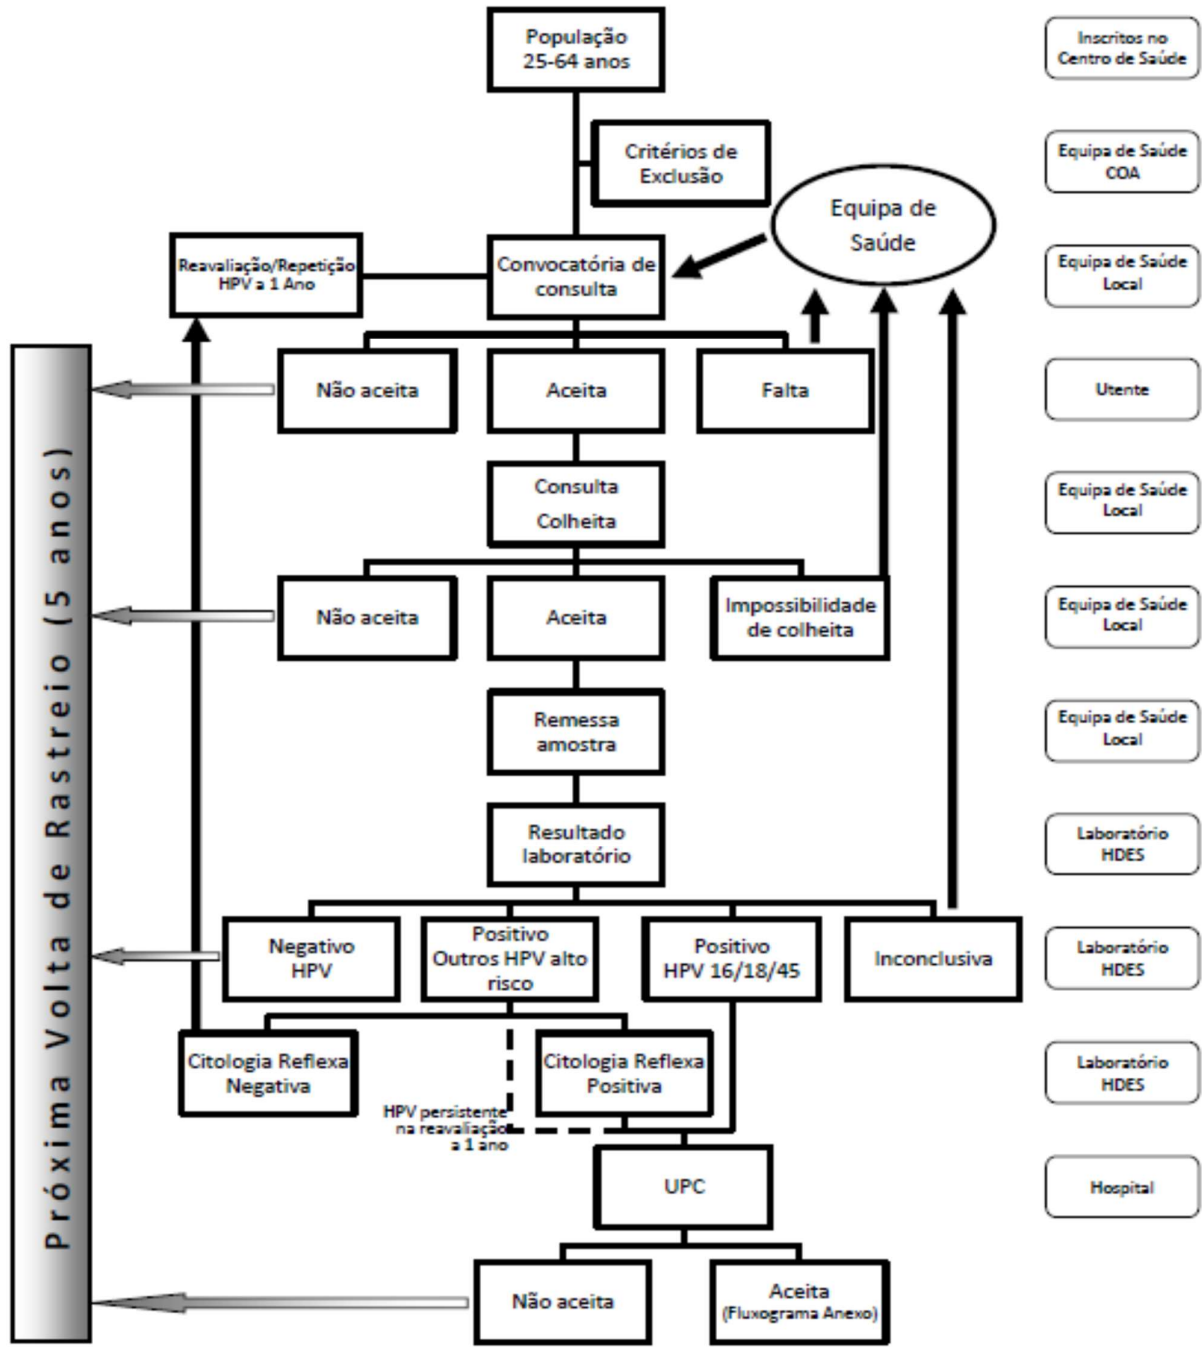 População
25-64 anos
Inscritos no
Centro de Saúde
Critérios de
Exclusão
Equipa de Saúde
COA
Equipa de
Saúde
Reavaliação/Repetição
HPV a 1 Ano
Convocatória de
consulta
Equipa de Saúde
Local
Próxima Volta de Rastreio (5 anos)
Não aceita
Aceita
Falta
Utente
Consulta
Colheita
Equipa de Saúde
Local
Não aceita
Aceita
Impossibilidade
de colheita
Equipa de Saúde
Local
Remessa
amostra
Equipa de Saúde
Local
Resultado
laboratório
Laboratório
HDES
Negativo
HPV
Positivo
Outros HPV alto
risco
Positivo
HPV 16/18/45
Inconclusiva
Laboratório
HDES
Citologia Reflexa
Negativa
Citologia Reflexa
Positiva
Laboratório
HDES
HPV persistente
na reavaliação
a 1 ano
UPC
Hospital
Não aceita
Aceita
(Fluxograma Anexo)